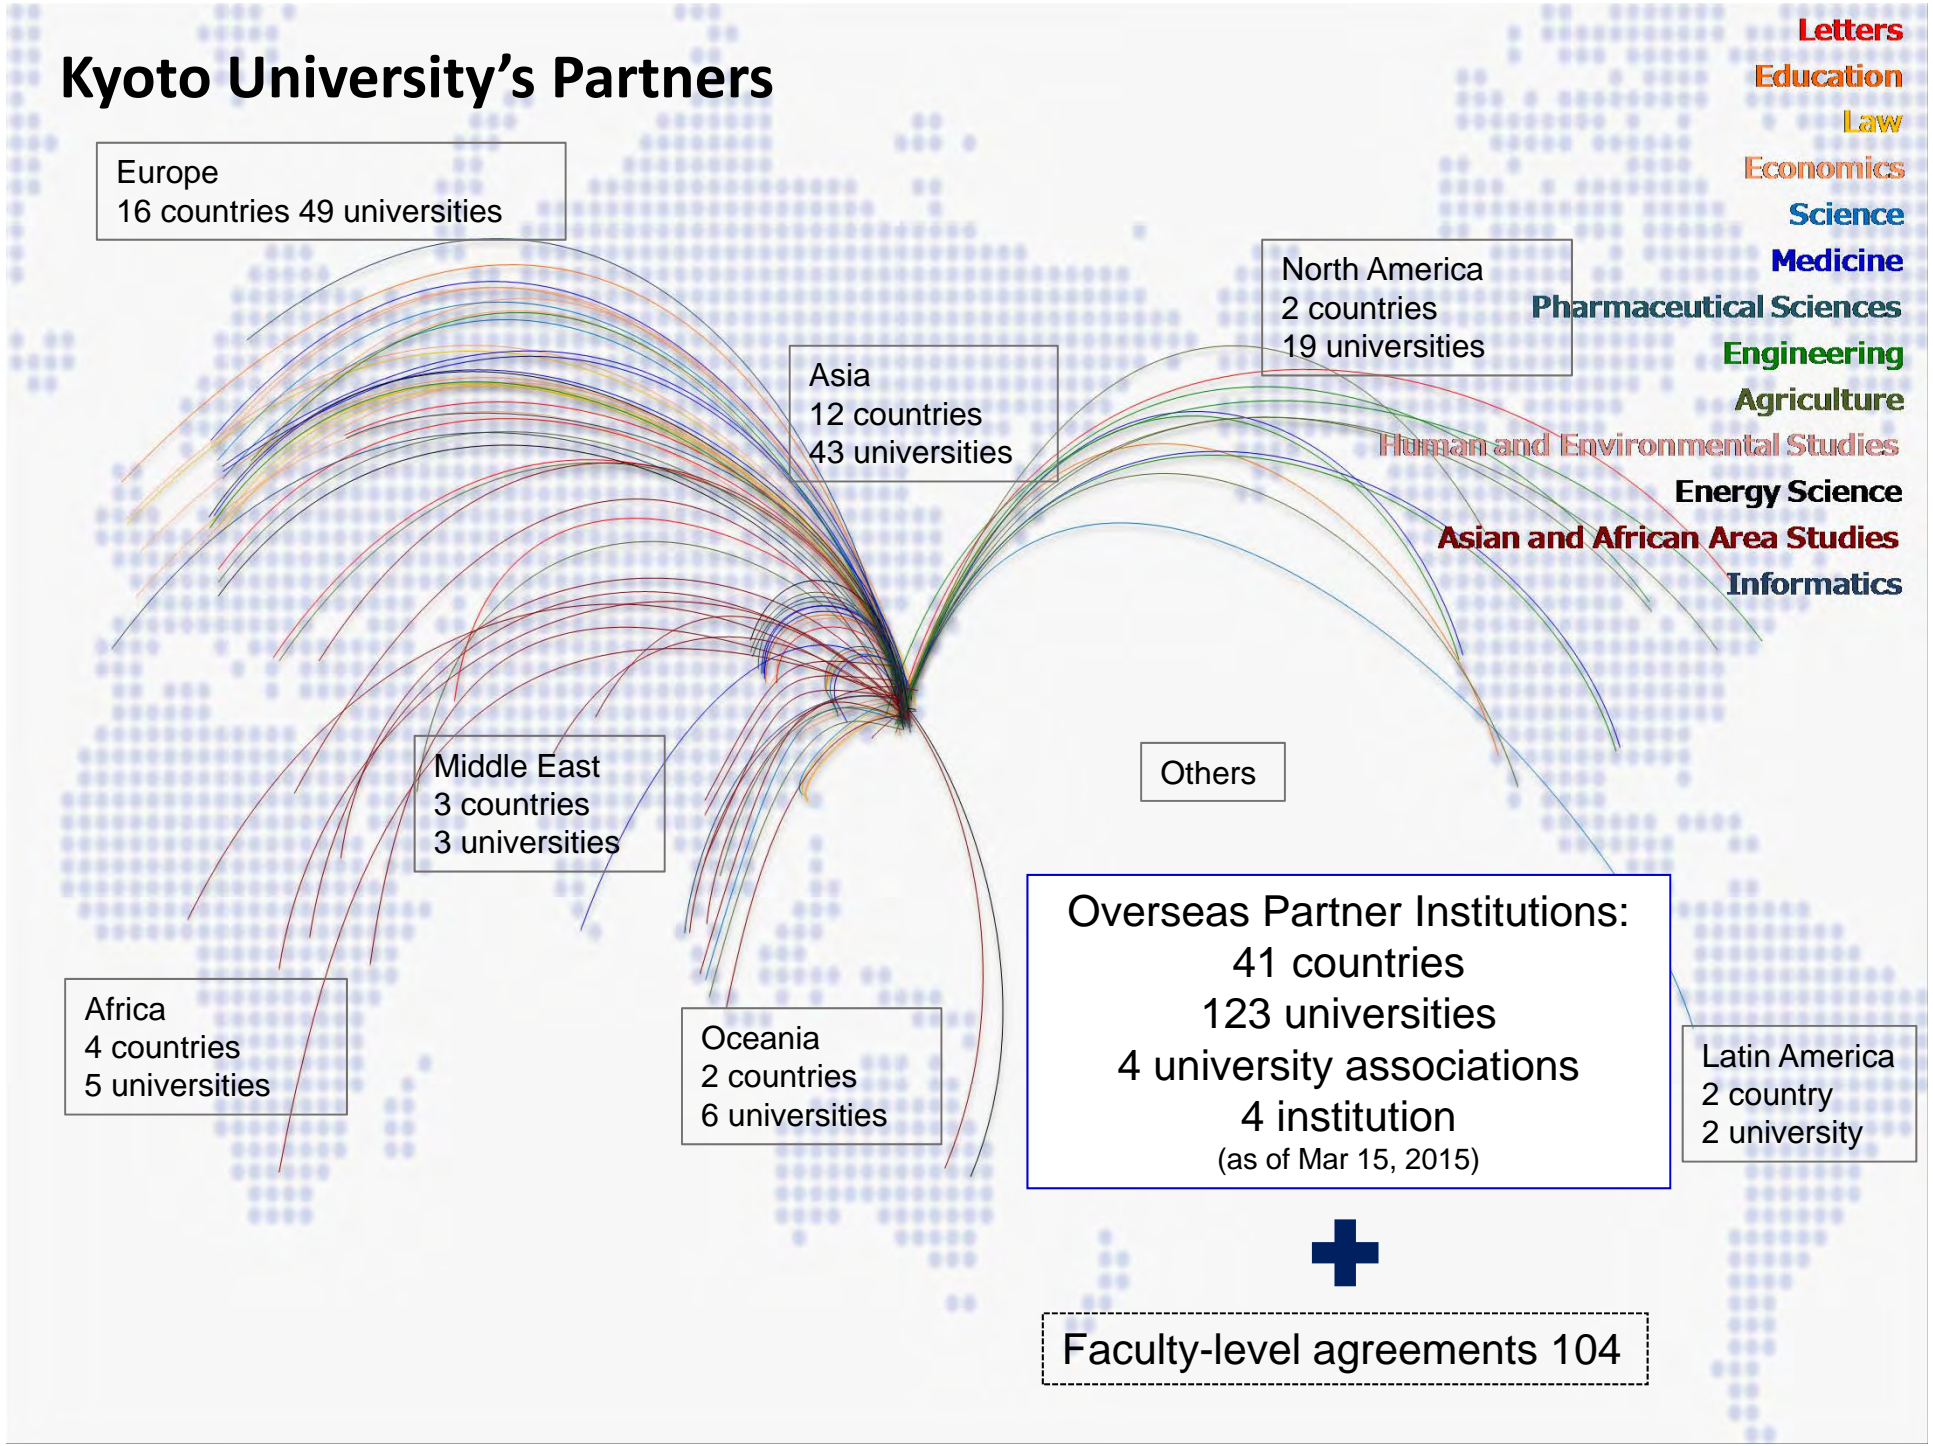 Kyoto University’s Partners
Letters
Education
Law
Economics
Science
Medicine
Pharmaceutical Sciences
Engineering
Agriculture
Human and Environmental Studies
Energy Science
Asian and African Area Studies
Informatics
Europe
16 countries 49 universities
North America
2 countries
19 universities
Asia
12 countries
43 universities
Middle East
3 countries
3 universities
Others
Africa
4 countries
5 universities
Oceania
2 countries
6 universities
Overseas Partner Institutions:
41 countries
123 universities
4 university associations
4 institution
(as of Mar 15, 2015)
Latin America
2 country
2 university
Faculty-level agreements 104